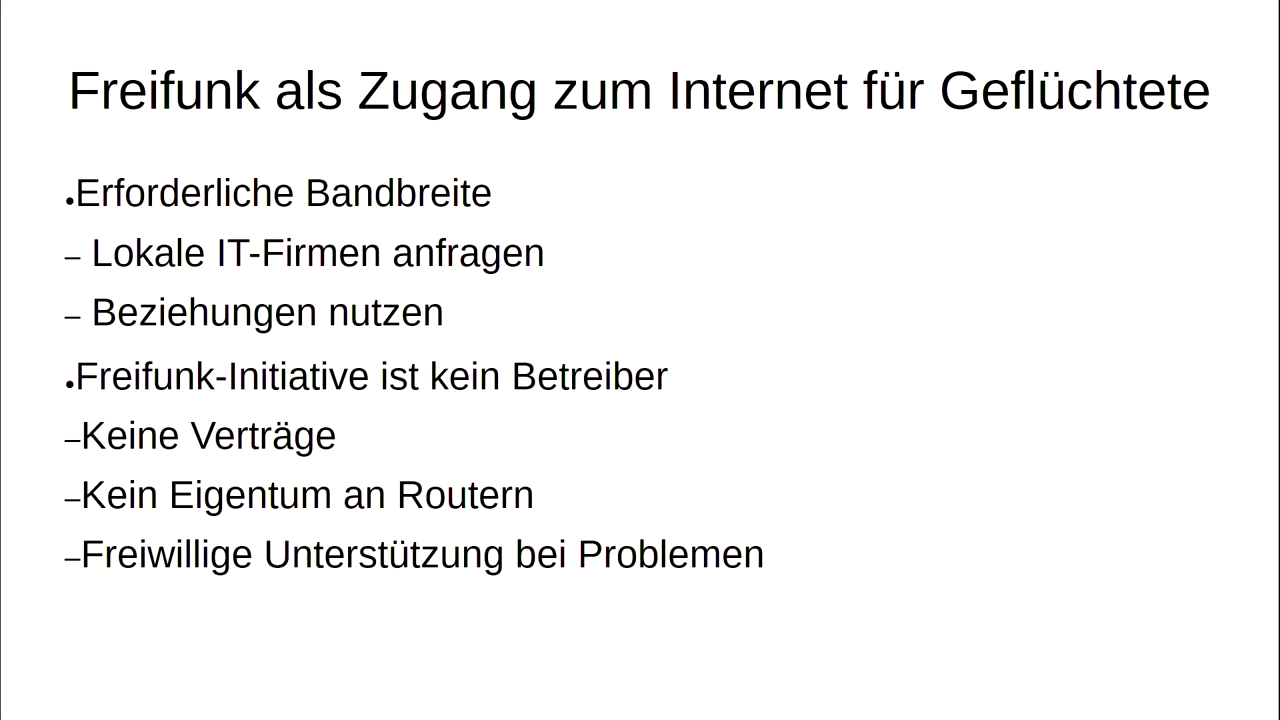 Freifunk als Zugang zum Internet für Geflüchtete
•Erforderliche Bandbreite
– Lokale IT-Firmen anfragen
– Beziehungen nutzen
•Freifunk-Initiative ist kein Betreiber
–Keine Verträge
–Kein Eigentum an Routern
–Freiwillige Unterstützung bei Problemen